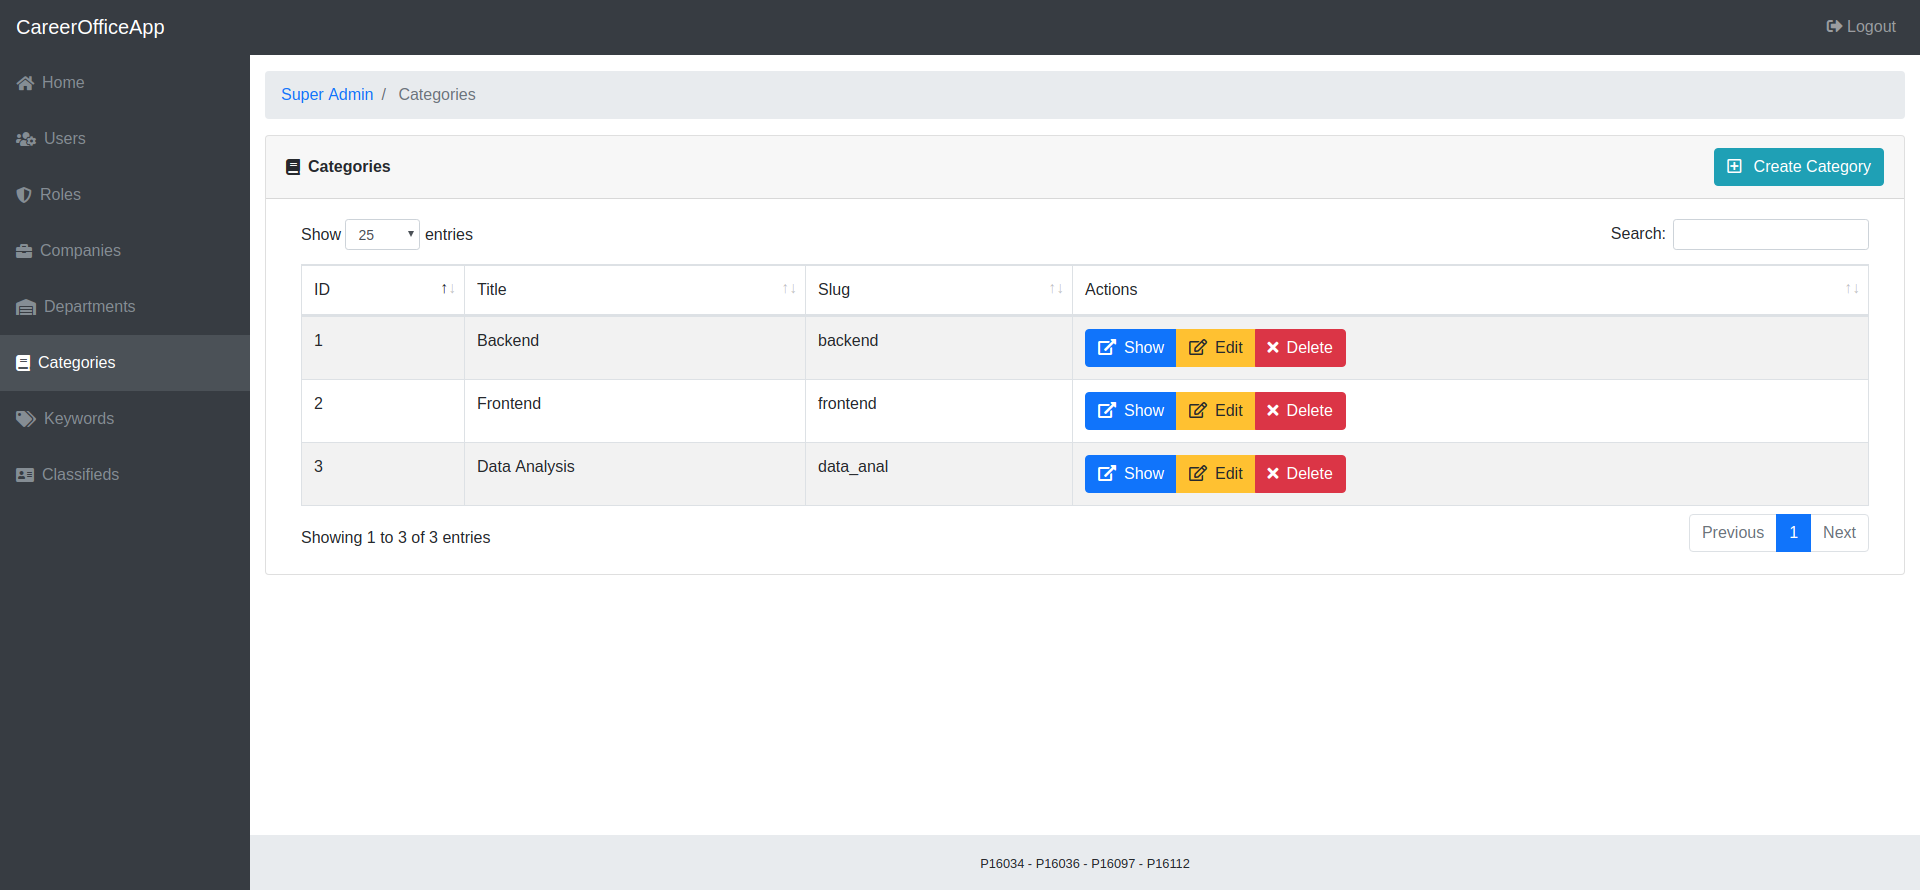 CareerOfficeApp
Logout
Home
Users
Roles
Companies
Departments
Categories
Keywords
Classifieds
Super Admin / Categories
Categories
Create Category
Show 25 entries
Search:
ID Title Slug Actions
1 Backend backend Show Edit Delete
2 Frontend frontend Show Edit Delete
3 Data Analysis data_anal Show Edit Delete
Showing 1 to 3 of 3 entries
Previous 1 Next
P16034 - P16036 - P16097 - P16112